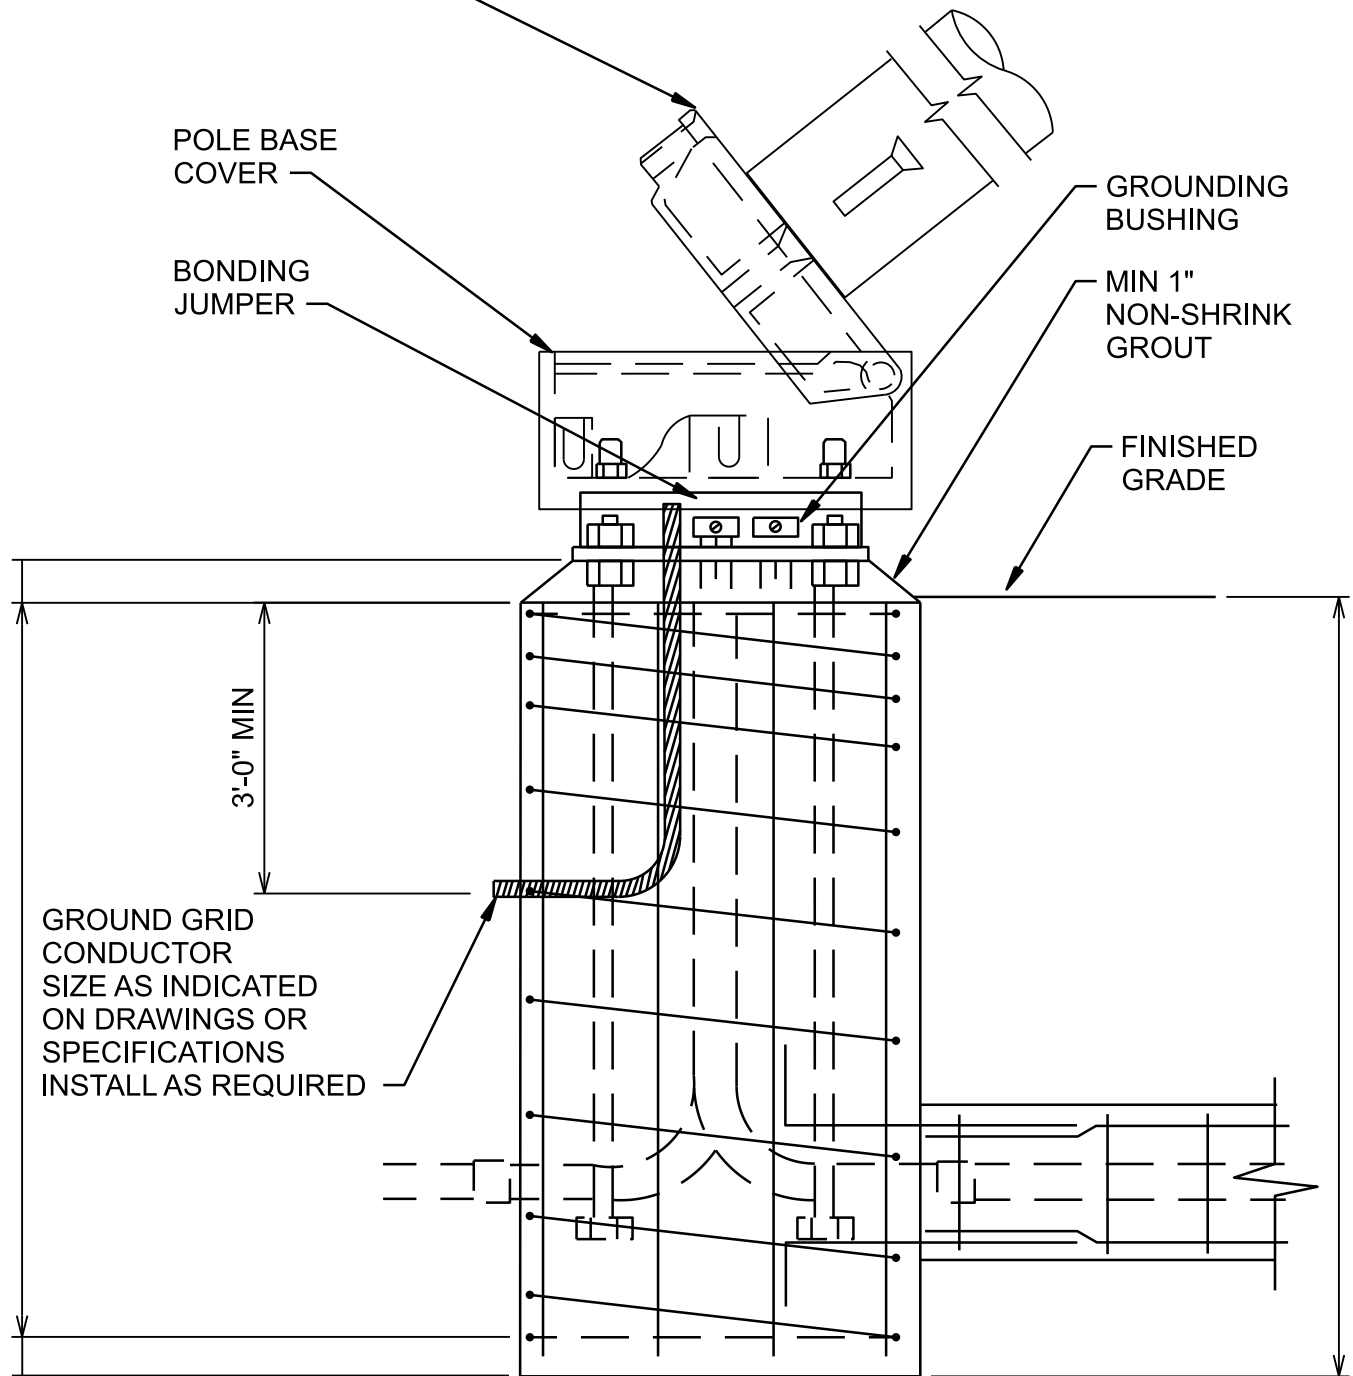 POLE BASE
COVER
BONDING
JUMPER
GROUNDING
BUSHING
MIN 1"
NON-SHRINK
GROUT
FINISHED
GRADE
3'-0" MIN
GROUND GRID
CONDUCTOR
SIZE AS INDICATED
ON DRAWINGS OR
SPECIFICATIONS
INSTALL AS REQUIRED